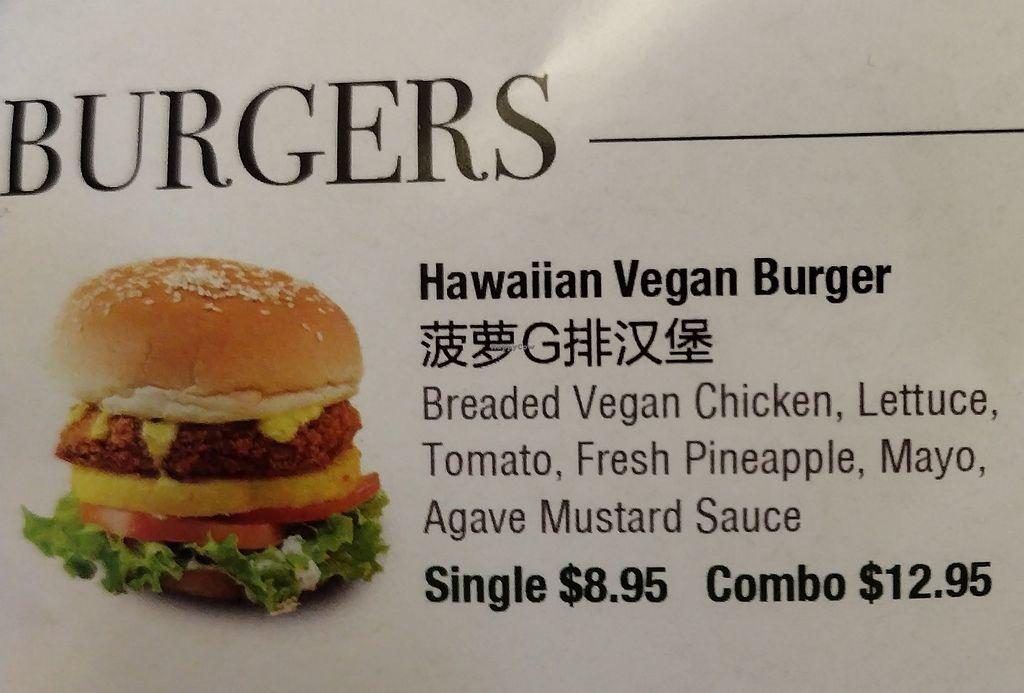 BURGERS
Hawaiian Vegan Burger
菠萝G排汉堡
Breaded Vegan Chicken, Lettuce,
Tomato, Fresh Pineapple, Mayo,
Agave Mustard Sauce
Single $8.95 Combo $12.95